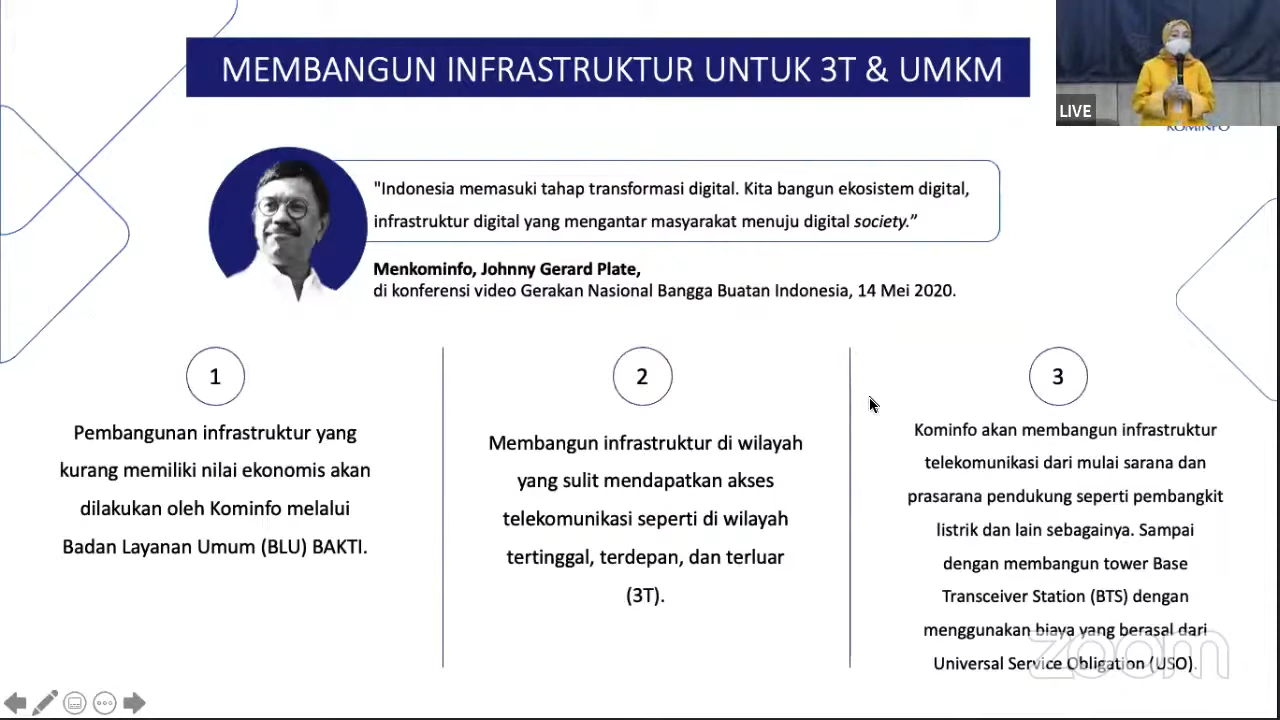 MEMBANGUN INFRASTRUKTUR UNTUK 3T & UMKM
LIVE
KOMINFO
"Indonesia memasuki tahap transformasi digital. Kita bangun ekosistem digital,
infrastruktur digital yang mengantar masyarakat menuju digital society.”
Menkominfo, Johnny Gerard Plate,
di konferensi video Gerakan Nasional Bangga Buatan Indonesia, 14 Mei 2020.
1
Pembangunan infrastruktur yang
kurang memiliki nilai ekonomis akan
dilakukan oleh Kominfo melalui
Badan Layanan Umum (BLU) BAKTI.
2
Membangun infrastruktur di wilayah
yang sulit mendapatkan akses
telekomunikasi seperti di wilayah
tertinggal, terdepan, dan terluar
(3T).
3
Kominfo akan membangun infrastruktur
telekomunikasi dari mulai sarana dan
prasarana pendukung seperti pembangkit
listrik dan lain sebagainya. Sampai
dengan membangun tower Base
Transceiver Station (BTS) dengan
menggunakan biaya yang berasal dari
Universal Service Obligation (USO).
zoom